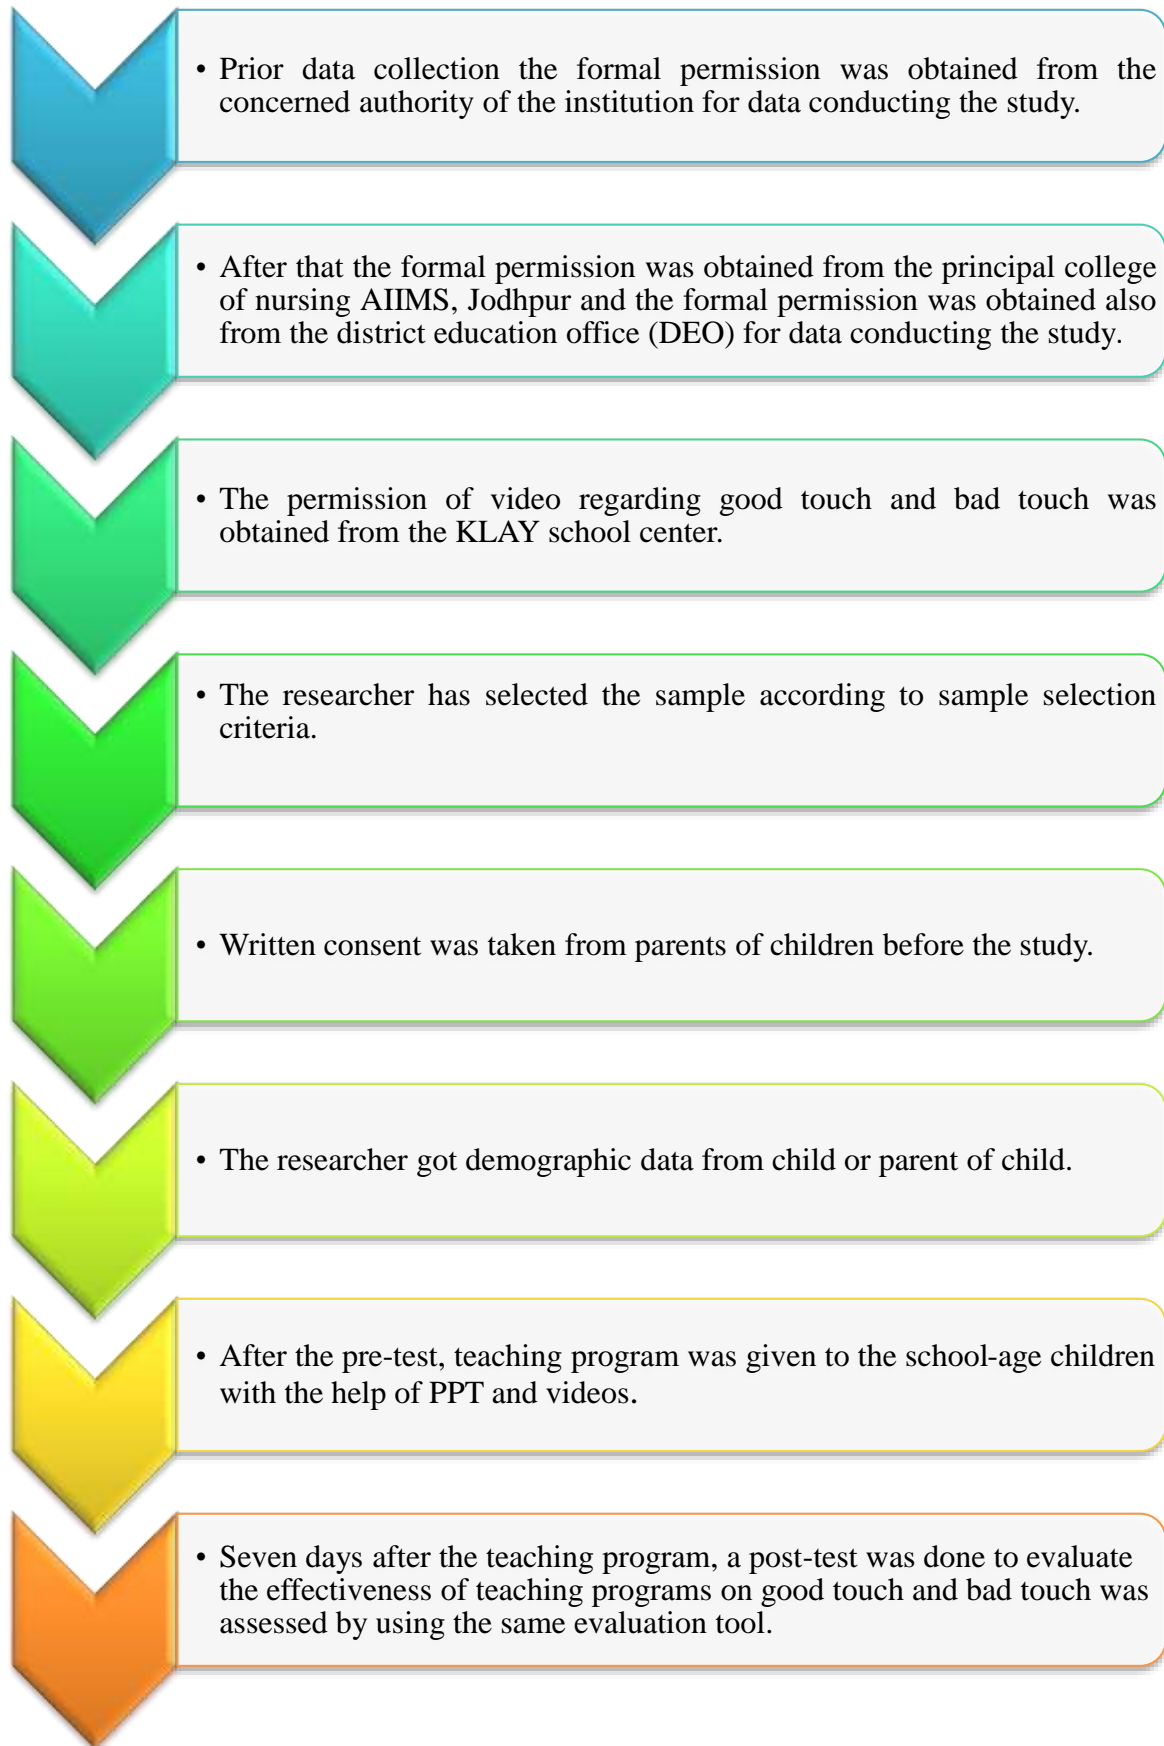 • Prior data collection the formal permission was obtained from the
concerned authority of the institution for data conducting the study.
• After that the formal permission was obtained from the principal college
of nursing AIIMS, Jodhpur and the formal permission was obtained also
from the district education office (DEO) for data conducting the study.
• The permission of video regarding good touch and bad touch was
obtained from the KLAY school center.
• The researcher has selected the sample according to sample selection
criteria.
• Written consent was taken from parents of children before the study.
• The researcher got demographic data from child or parent of child.
• After the pre-test, teaching program was given to the school-age children
with the help of PPT and videos.
• Seven days after the teaching program, a post-test was done to evaluate
the effectiveness of teaching programs on good touch and bad touch was
assessed by using the same evaluation tool.